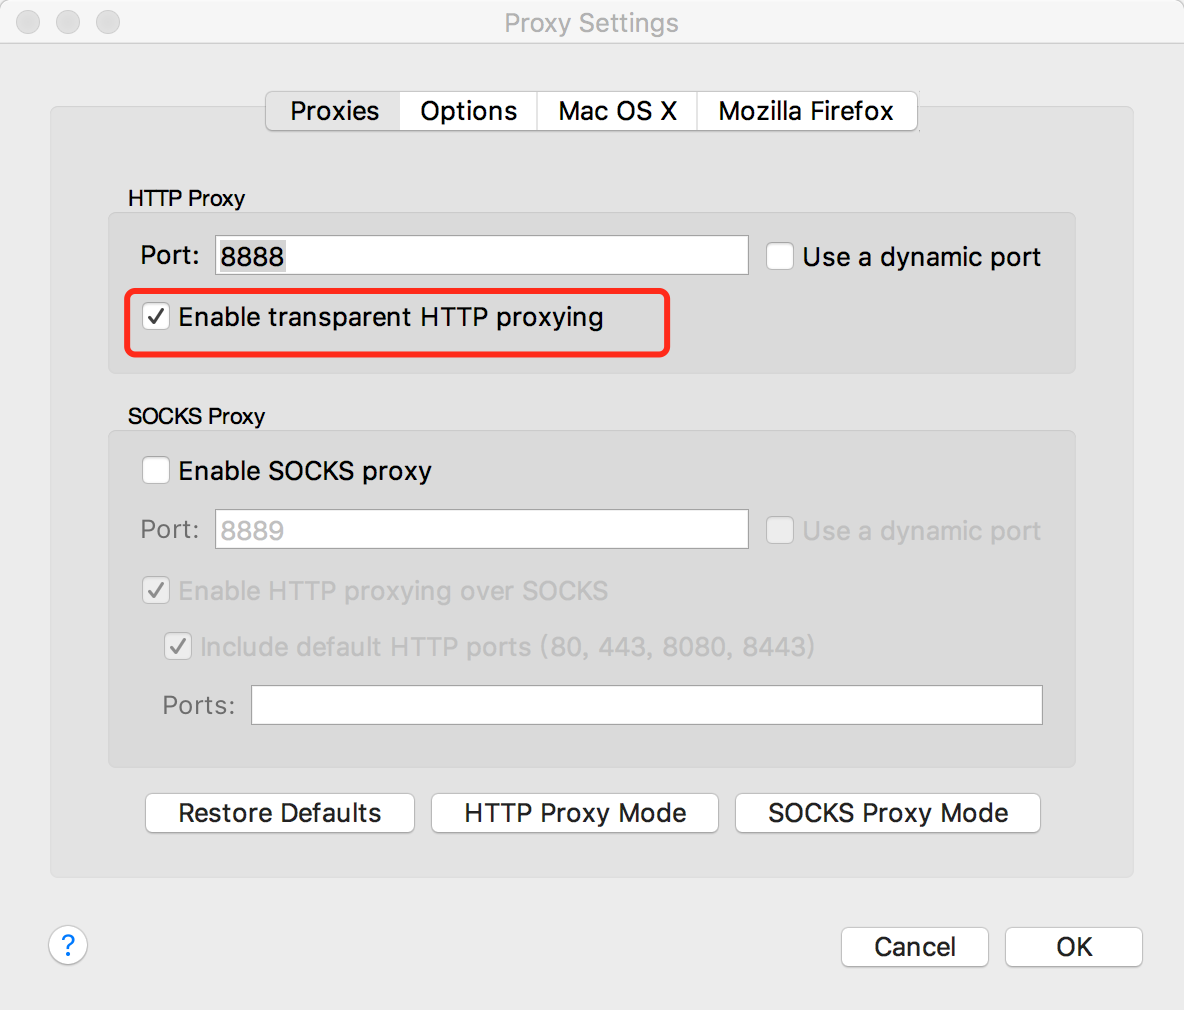 Proxy Settings
Proxies Options Mac OS X Mozilla Firefox
HTTP Proxy
Port: 8888 Use a dynamic port
Enable transparent HTTP proxying
SOCKS Proxy
Enable SOCKS proxy
Port: 8889 Use a dynamic port
Enable HTTP proxying over SOCKS
Include default HTTP ports (80, 443, 8080, 8443)
Ports:
Restore Defaults HTTP Proxy Mode SOCKS Proxy Mode
? Cancel OK